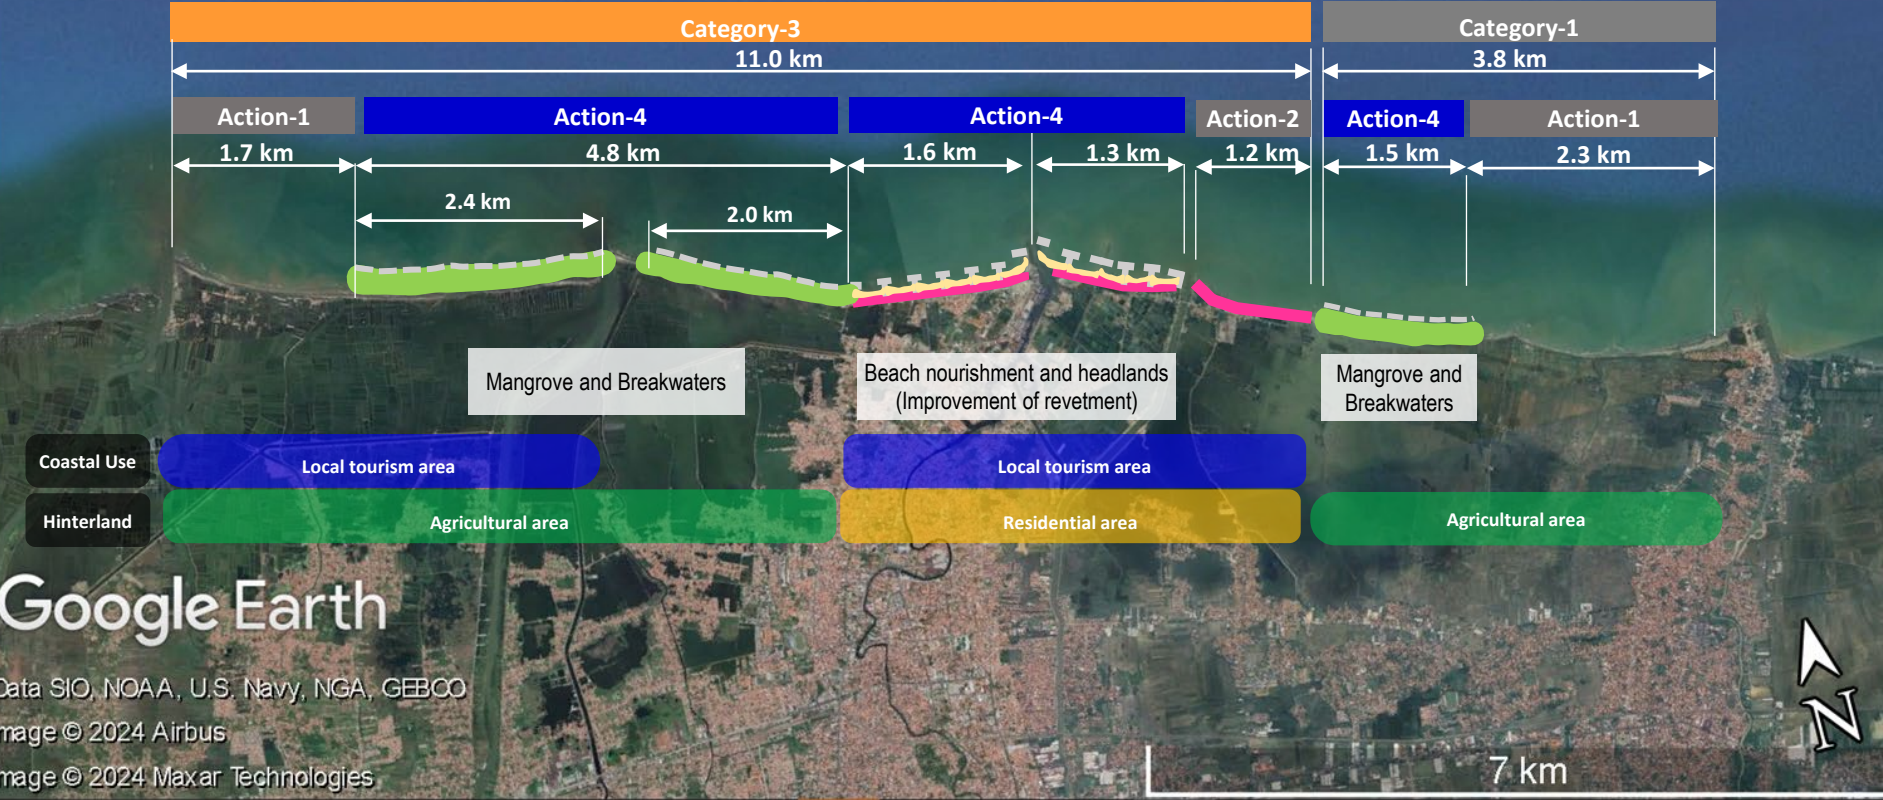 Category-3
Category-1
11.0 km
3.8 km
Action-1
Action-4
Action-4
Action-2
Action-4
Action-1
1.7 km
4.8 km
1.6 km
1.3 km
1.2 km
1.5 km
2.3 km
2.4 km
2.0 km
Mangrove and Breakwaters
Beach nourishment and headlands
(Improvement of revetment)
Mangrove and
Breakwaters
Coastal Use
Local tourism area
Local tourism area
Hinterland
Agricultural area
Residential area
Agricultural area
Google Earth
Data SIO, NOAA, U.S. Navy, NGA, GEBCO
mage © 2024 Airbus
mage © 2024 Maxar Technologies
N
7 km